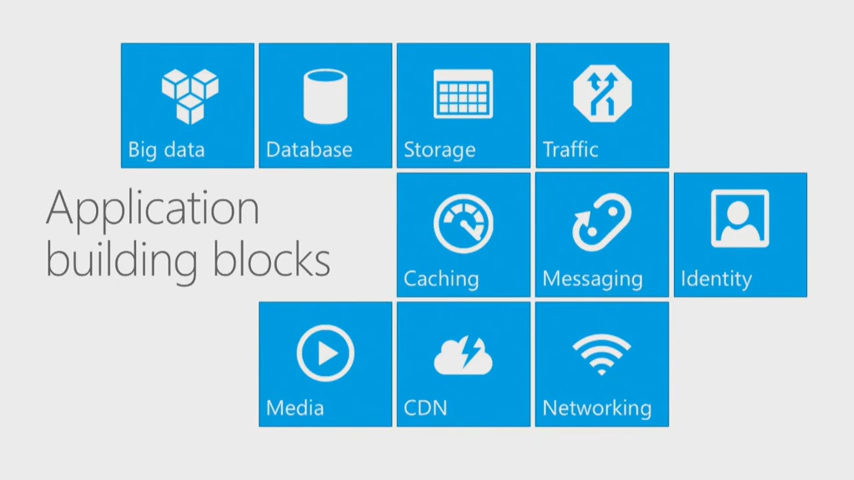 Big data
Database
Storage
Traffic
Application
building blocks
Caching
Messaging
Identity
Media
CDN
Networking